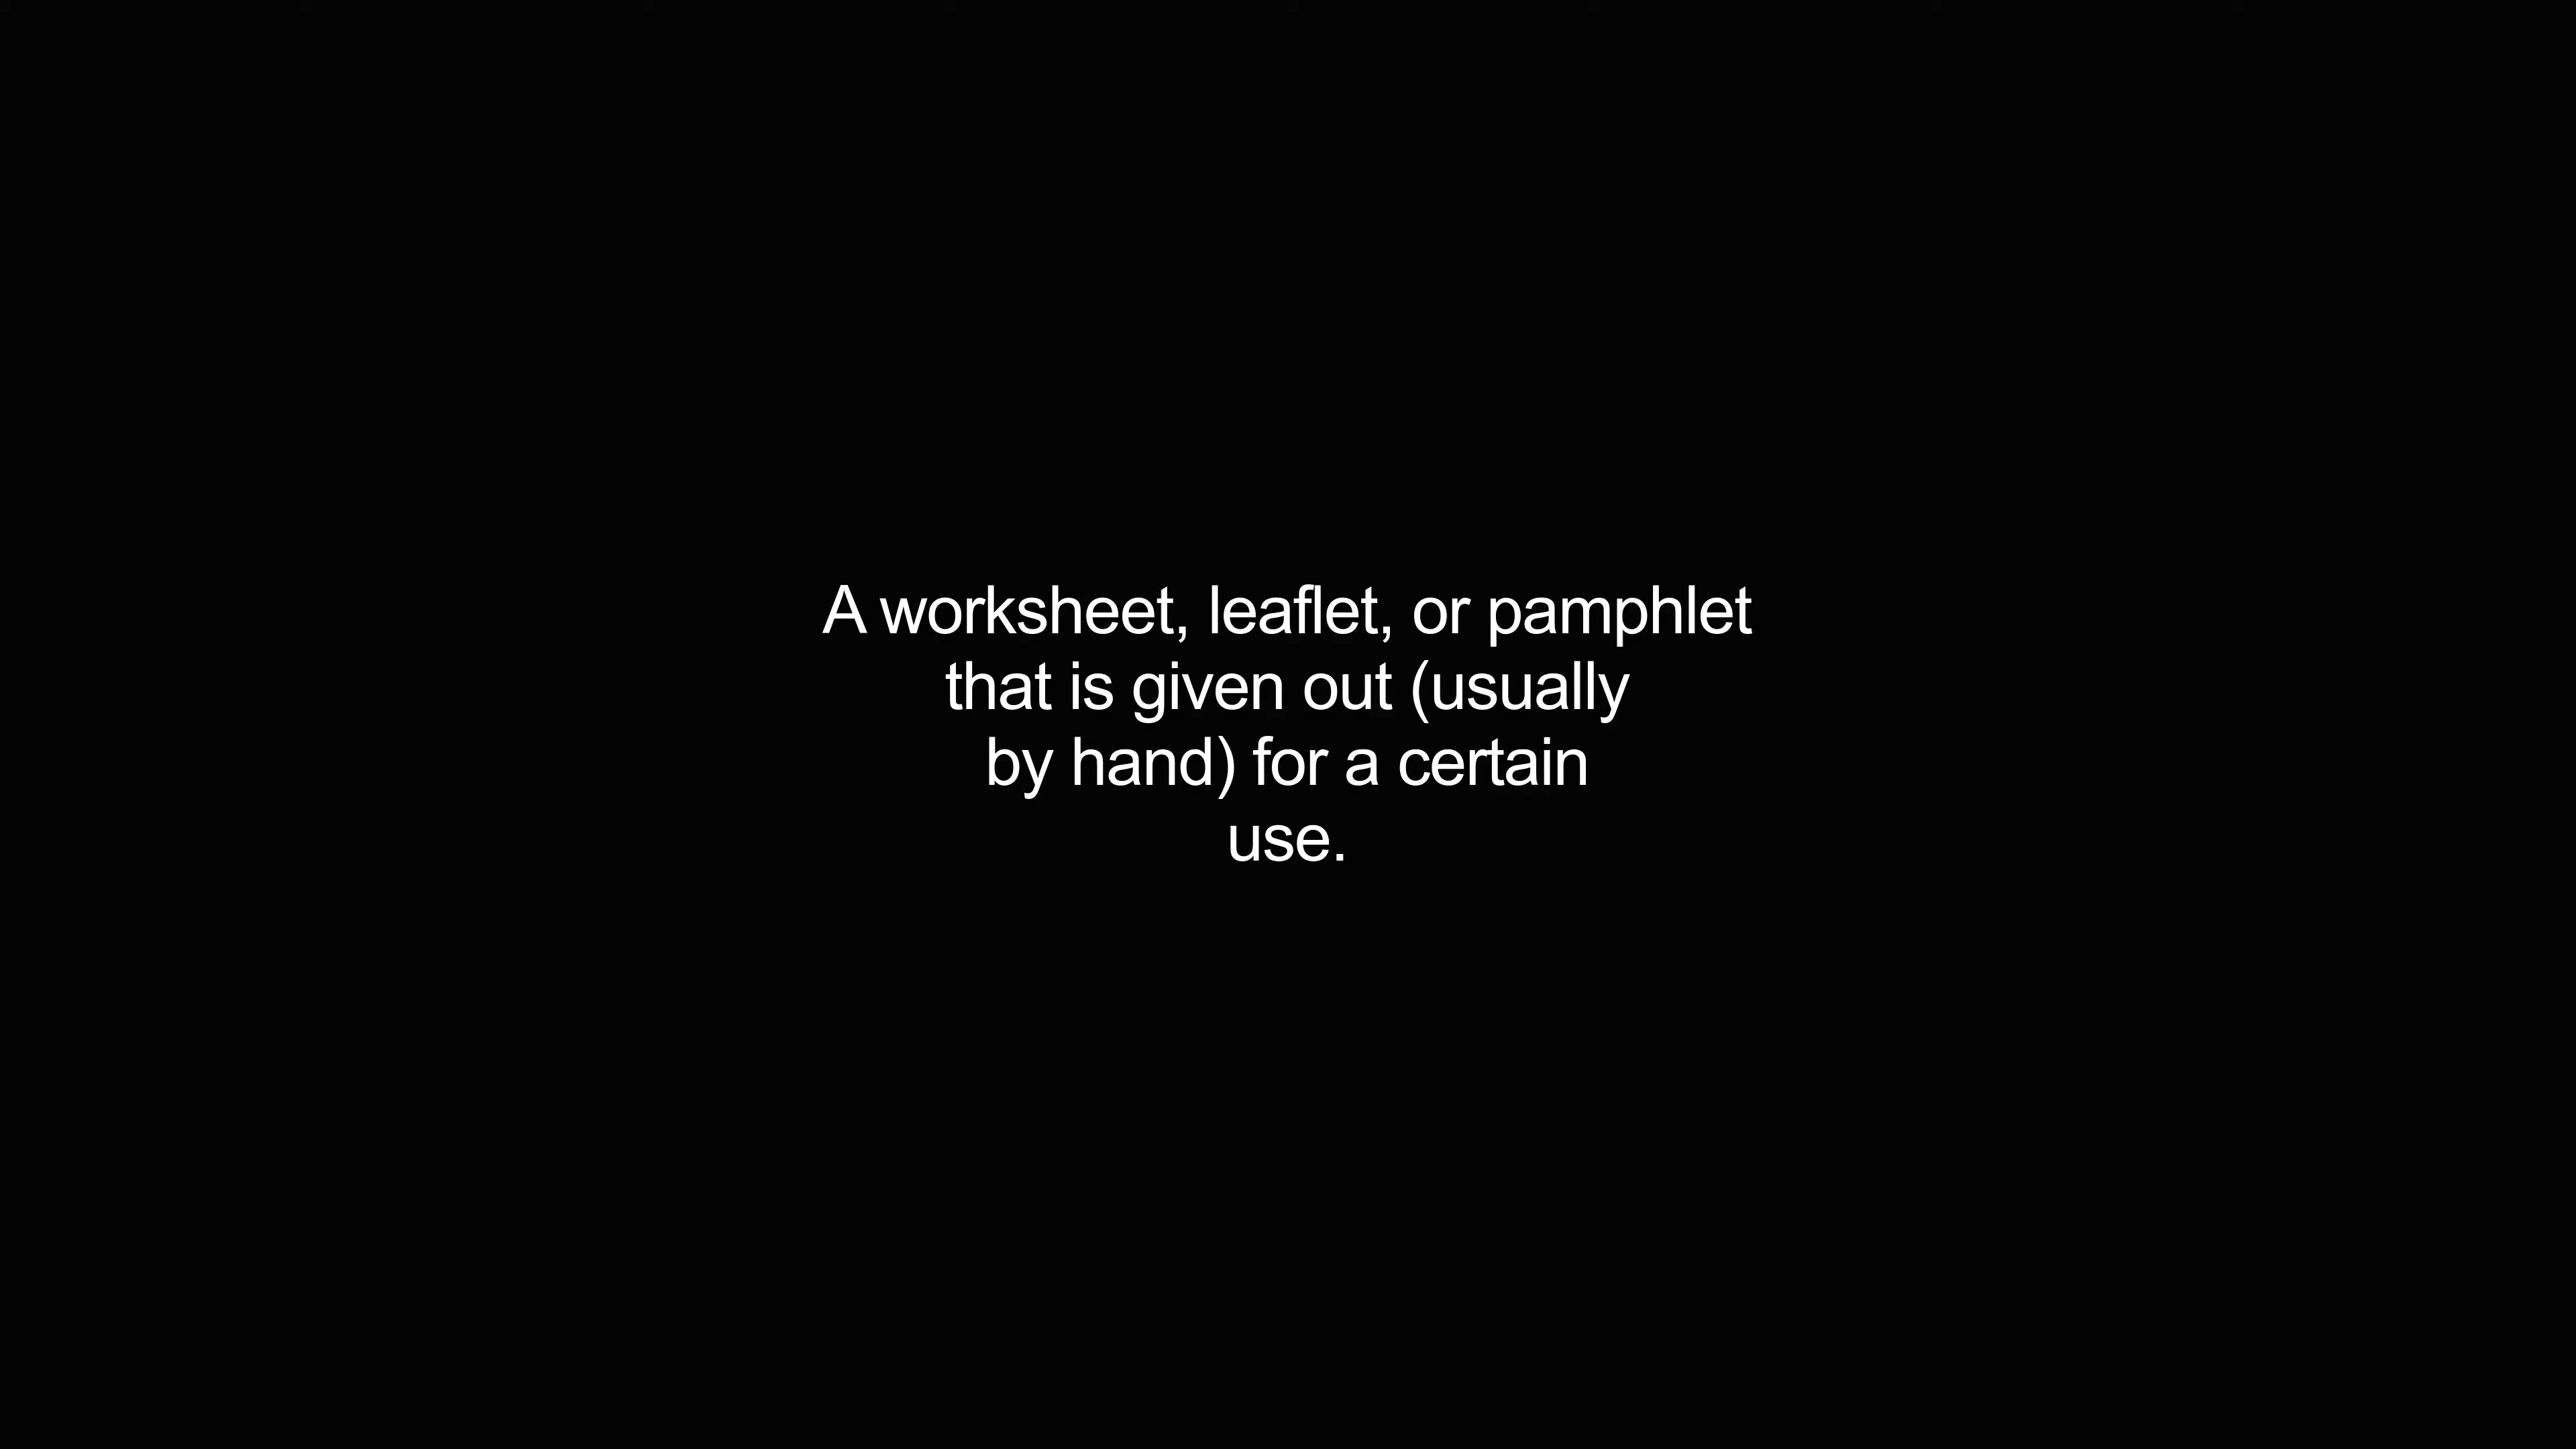 A worksheet, leaflet, or pamphlet
that is given out (usually
by hand) for a certain
use.